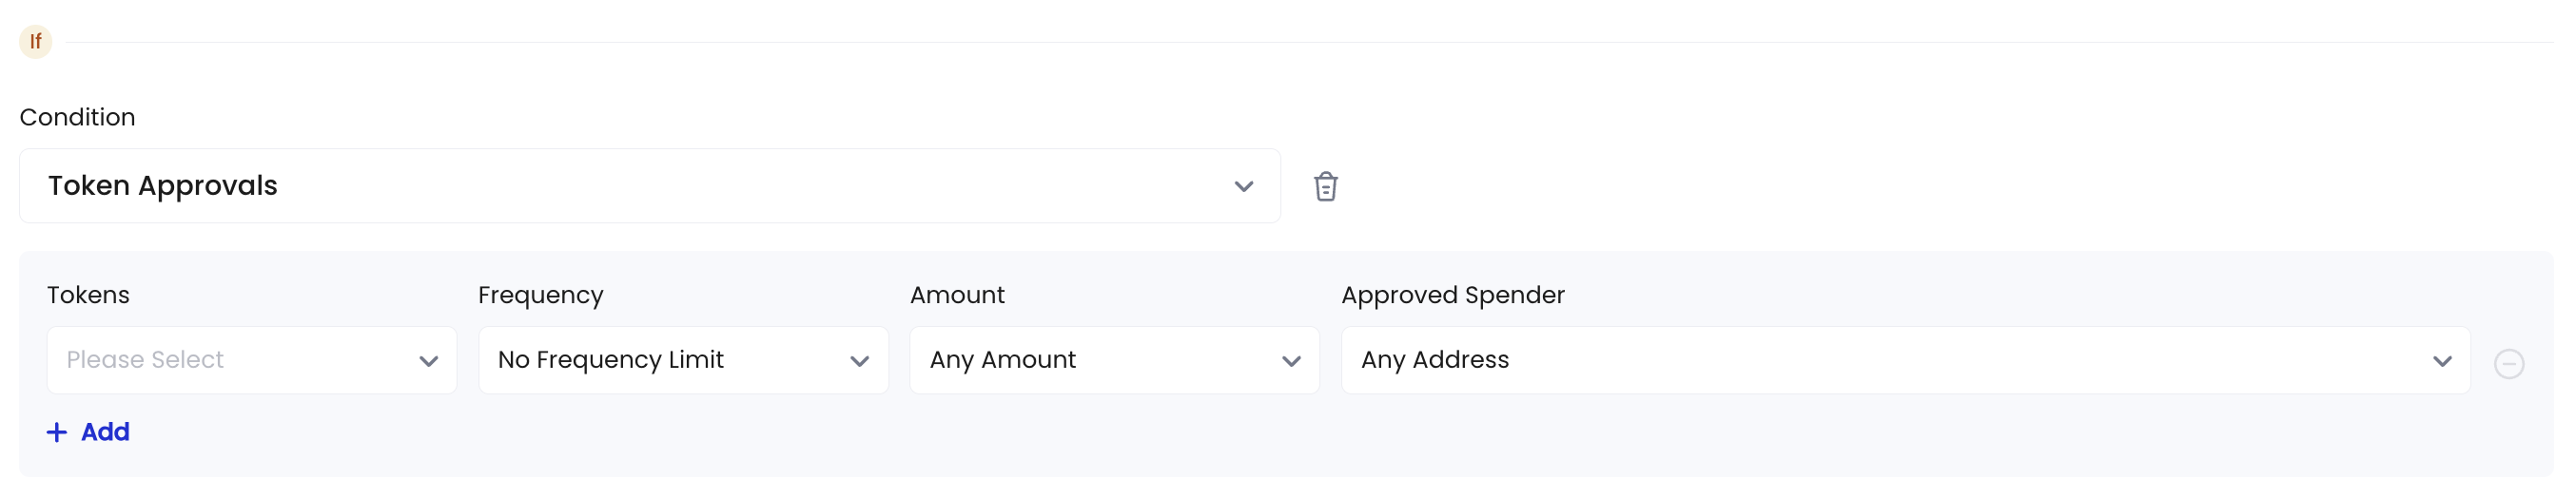 If
Condition
Token Approvals
Tokens
Frequency
Amount
Approved Spender
Please Select
No Frequency Limit
Any Amount
Any Address
+ Add